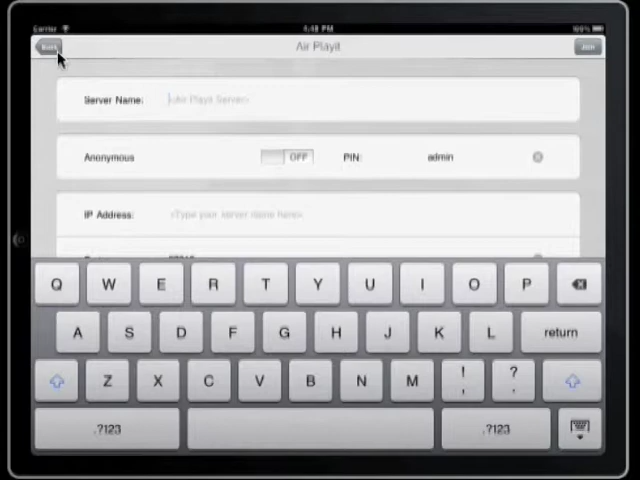 Carrier 4:48 PM 100%
Back Air Playit Join
Server Name: <Air Playit Server>
Anonymous OFF PIN: admin
IP Address: <Type your server name here>
Q W E R T Y U I O P
A S D F G H J K L return
Z X C V B N M ! , ? .
.?123 .?123